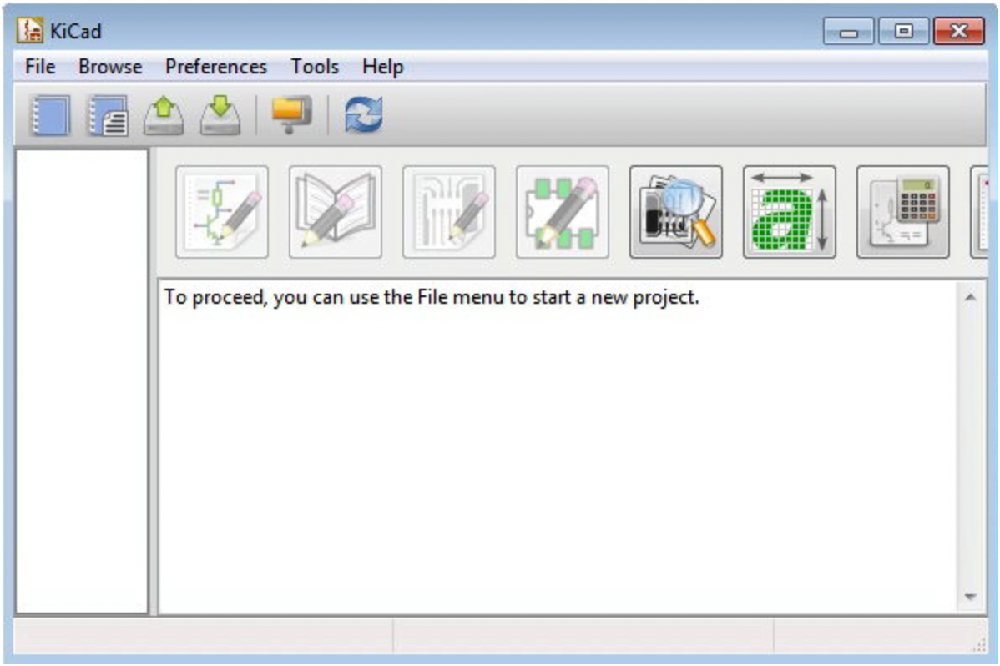 KiCad
File Browse Preferences Tools Help
To proceed, you can use the File menu to start a new project.